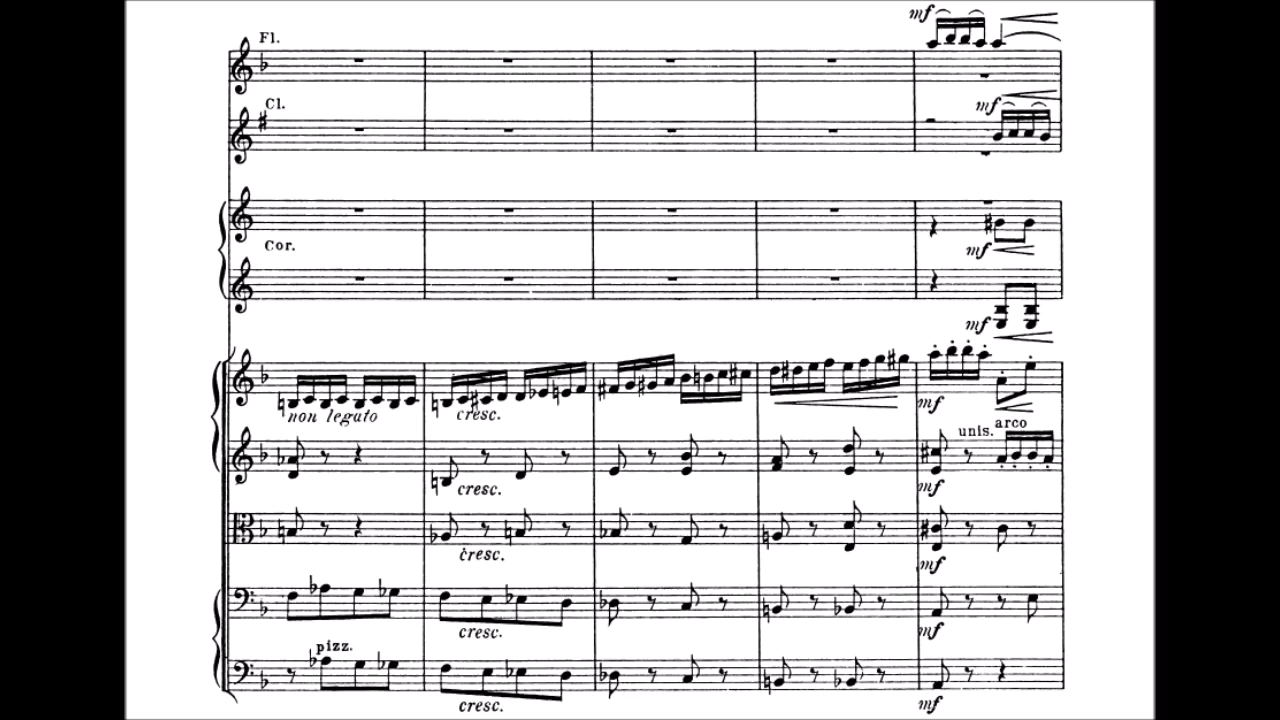 mf
Fl.
Cl.
mf
Cor.
mf
mf
non legato
cresc.
mf
unis. arco
cresc.
mf
cresc.
mf
cresc.
mf
pizz.
cresc.
mf